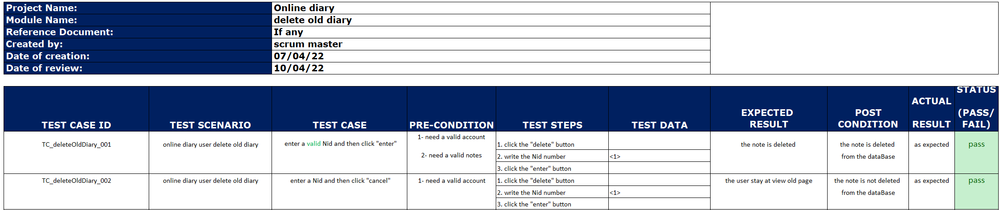 Project Name: Online diary
Module Name: delete old diary
Reference Document: If any
Created by: scrum master
Date of creation: 07/04/22
Date of review: 10/04/22
TEST CASE ID
TEST SCENARIO
TEST CASE
PRE-CONDITION
TEST STEPS
TEST DATA
EXPECTED
RESULT
POST
CONDITION
ACTUAL
RESULT
STATUS
(PASS/
FAIL)
TC_deleteOldDiary_001
online diary user delete old diary
enter a valid Nid and then click "enter"
1- need a valid account
2- need a valid notes
1. click the "delete" button
2. write the Nid number
<1>
3. click the "enter" button
the note is deleted
the note is deleted
from the dataBase
as expected
pass
TC_deleteOldDiary_002
online diary user delete old diary
enter a Nid and then click "cancel"
1- need a valid account
1. click the "delete" button
2. write the Nid number
<1>
3. click the "enter" button
the user stay at view old page
the note is not deleted
from the dataBase
as expected
pass